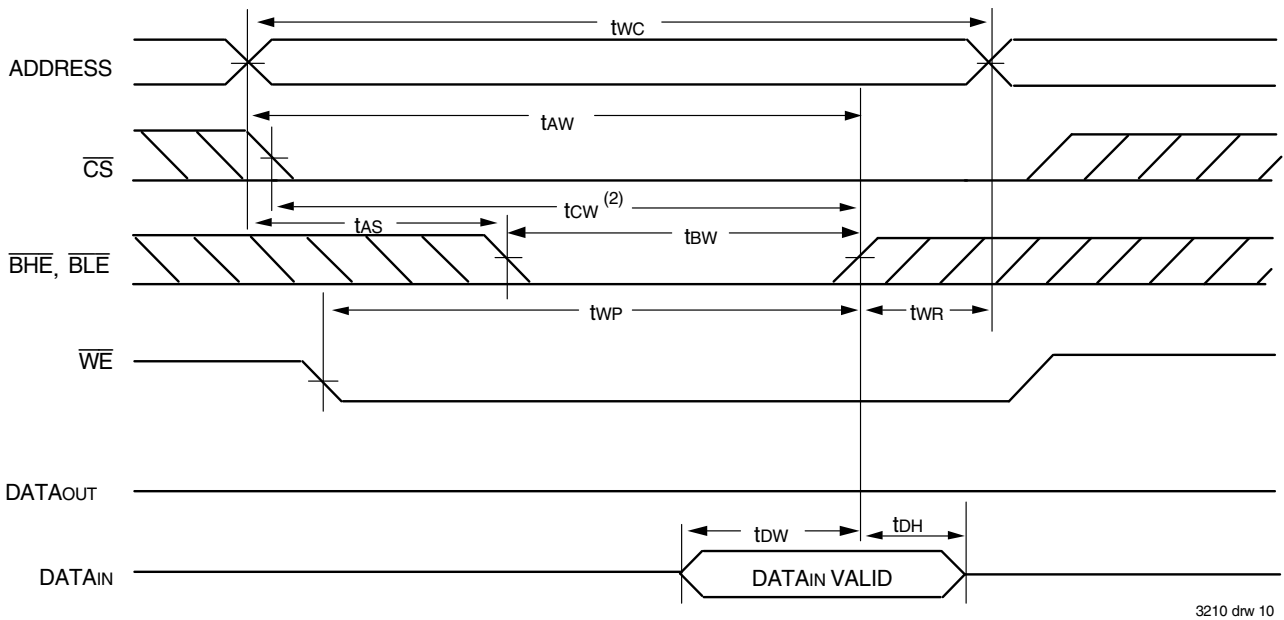 tWC
ADDRESS
tAW
CS
tCW (2)
tAS
tBW
BHE, BLE
tWP
tWR
WE
DATAOUT
tDW
tDH
DATAIN
DATAIN VALID
3210 drw 10